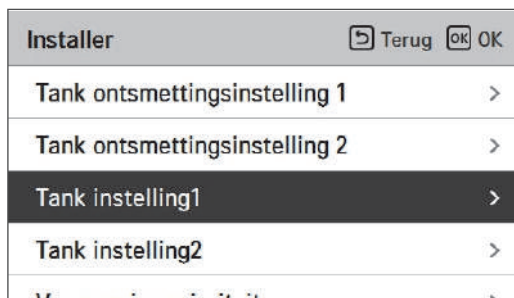 Installer Terug OK OK
Tank ontsmettingsinstelling 1
Tank ontsmettingsinstelling 2
Tank instelling1
Tank instelling2